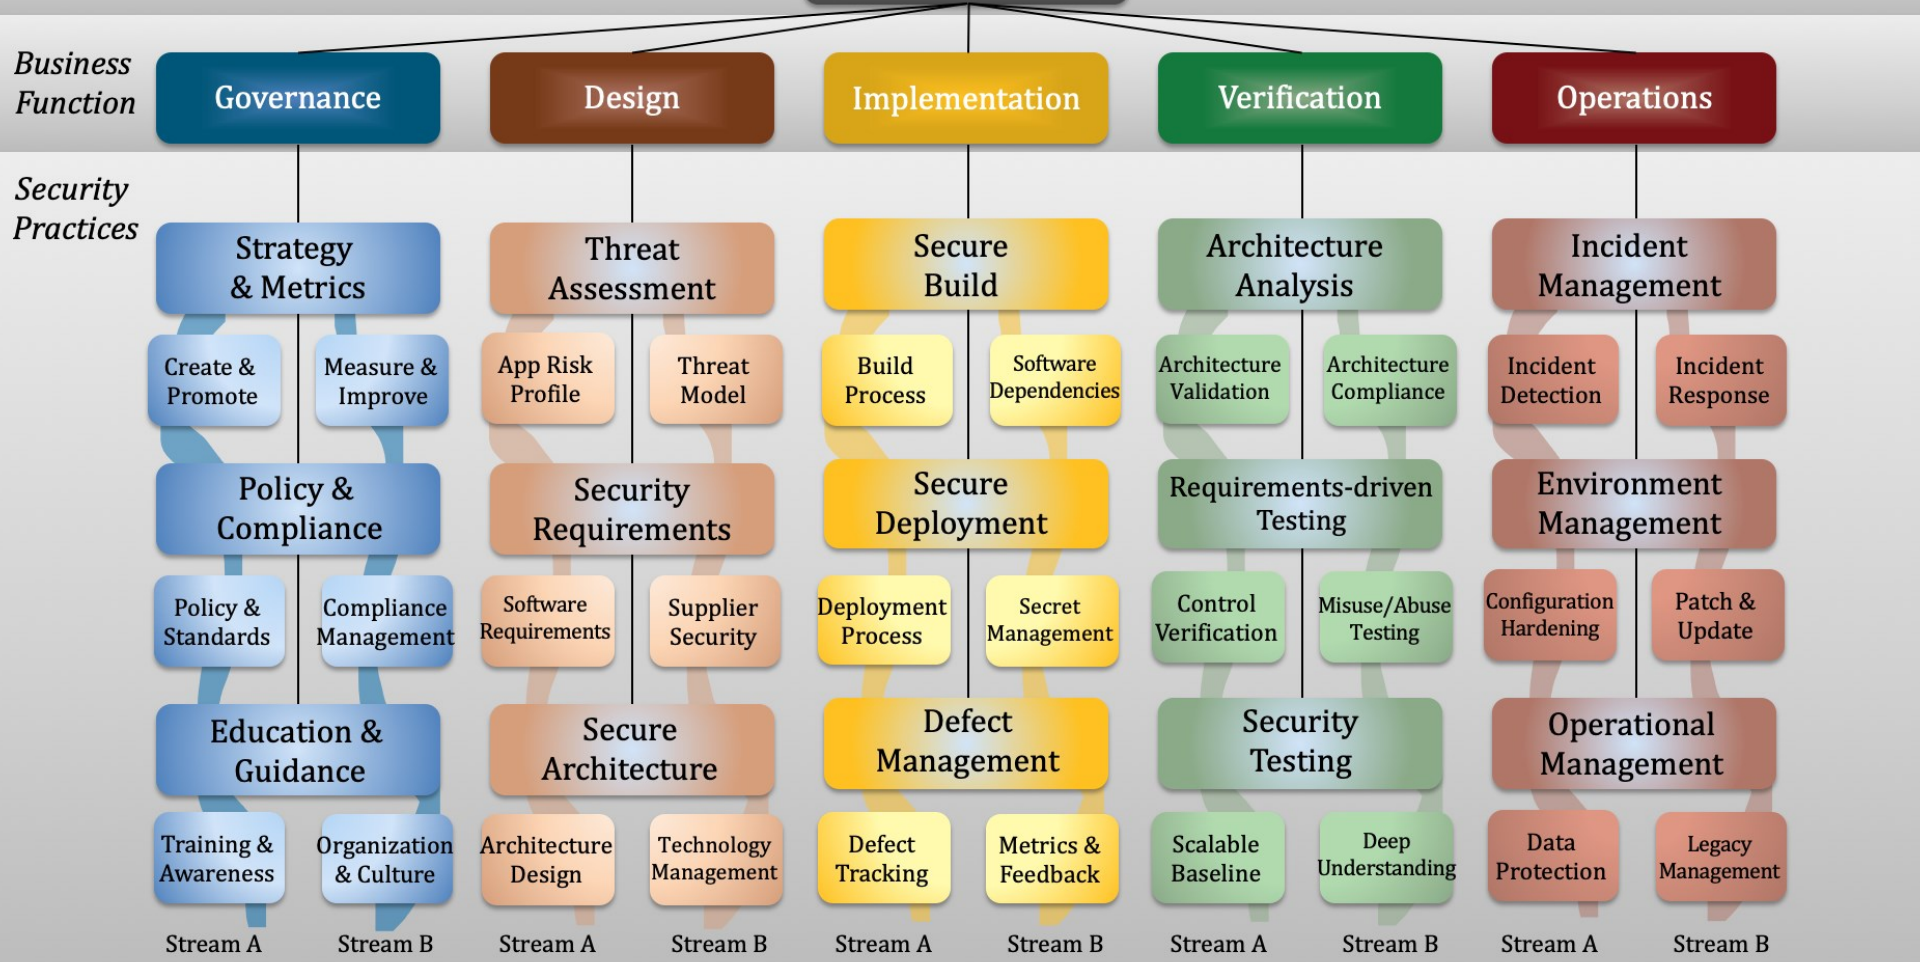 Business
Function
Governance
Design
Implementation
Verification
Operations
Security
Practices
Strategy
& Metrics
Threat
Assessment
Secure
Build
Architecture
Analysis
Incident
Management
Create &
Promote
Measure &
Improve
App Risk
Profile
Threat
Model
Build
Process
Software
Dependencies
Architecture
Validation
Architecture
Compliance
Incident
Detection
Incident
Response
Policy &
Compliance
Security
Requirements
Secure
Deployment
Requirements-driven
Testing
Environment
Management
Policy &
Standards
Compliance
Management
Software
Requirements
Supplier
Security
Deployment
Process
Secret
Management
Control
Verification
Misuse/Abuse
Testing
Configuration
Hardening
Patch &
Update
Education &
Guidance
Secure
Architecture
Defect
Management
Security
Testing
Operational
Management
Training &
Awareness
Organization
& Culture
Architecture
Design
Technology
Management
Defect
Tracking
Metrics &
Feedback
Scalable
Baseline
Deep
Understanding
Data
Protection
Legacy
Management
Stream A
Stream B
Stream A
Stream B
Stream A
Stream B
Stream A
Stream B
Stream A
Stream B